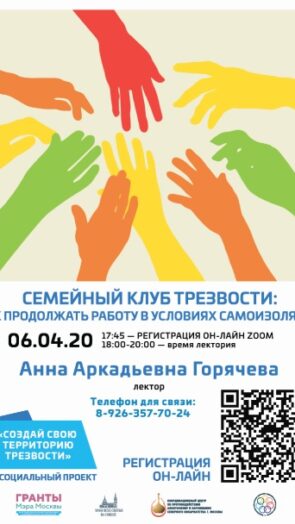 СЕМЕЙНЫЙ КЛУБ ТРЕЗВОСТИ:
ПРОДОЛЖАТЬ РАБОТУ В УСЛОВИЯХ
06.04.20
17:45 — РЕГИСТРАЦИЯ ОН-ЛАЙН ZOOM
18:00-20:00 — время лектория
Анна Аркадьевна Горячева
лектор
Телефон для связи:
8-926-357-70-24
«СОЗДАЙ СВОЮ
ТЕРРИТОРИЮ
ТРЕЗВОСТИ»
СОЦИАЛЬНЫЙ ПРОЕКТ
РЕГИСТРАЦИЯ
ОН-ЛАЙН
ГРАНТЫ
Мэра Москвы